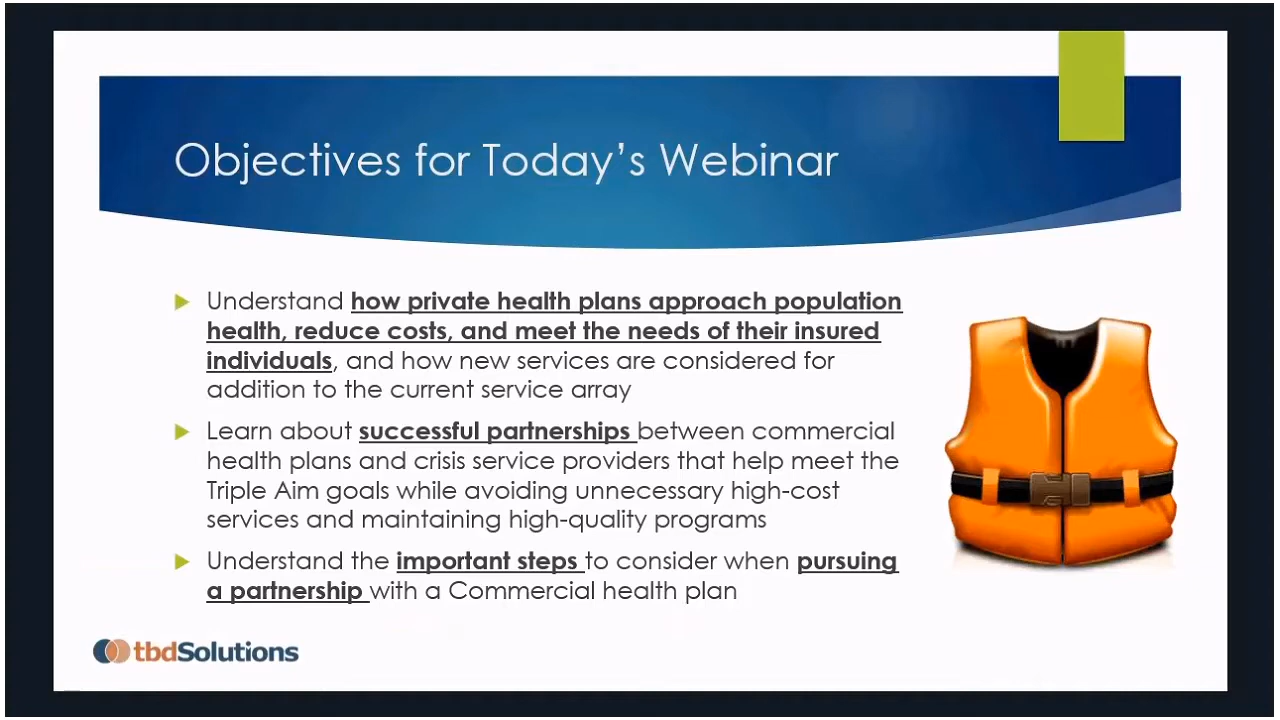 Objectives for Today's Webinar
Understand how private health plans approach population
health, reduce costs, and meet the needs of their insured
individuals, and how new services are considered for
addition to the current service array
Learn about successful partnerships between commercial
health plans and crisis service providers that help meet the
Triple Aim goals while avoiding unnecessary high-cost
services and maintaining high-quality programs
Understand the important steps to consider when pursuing
a partnership with a Commercial health plan
tbdSolutions